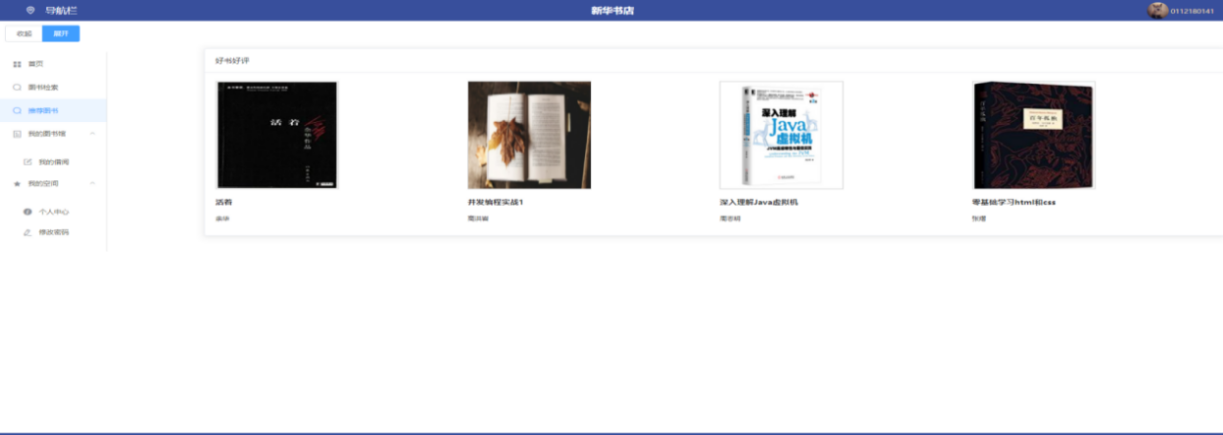 导航栏
新华书店
0112180141
收起
展开
首页
图书检索
推荐图书
我的图书馆
我的借阅
我的空间
个人中心
修改密码
好书好评
活着
深入理解
Java
虚拟机
百年孤独
活着
余华
并发编程实战1
深入理解Java虚拟机
周志明
零基础学习html和css
张珊